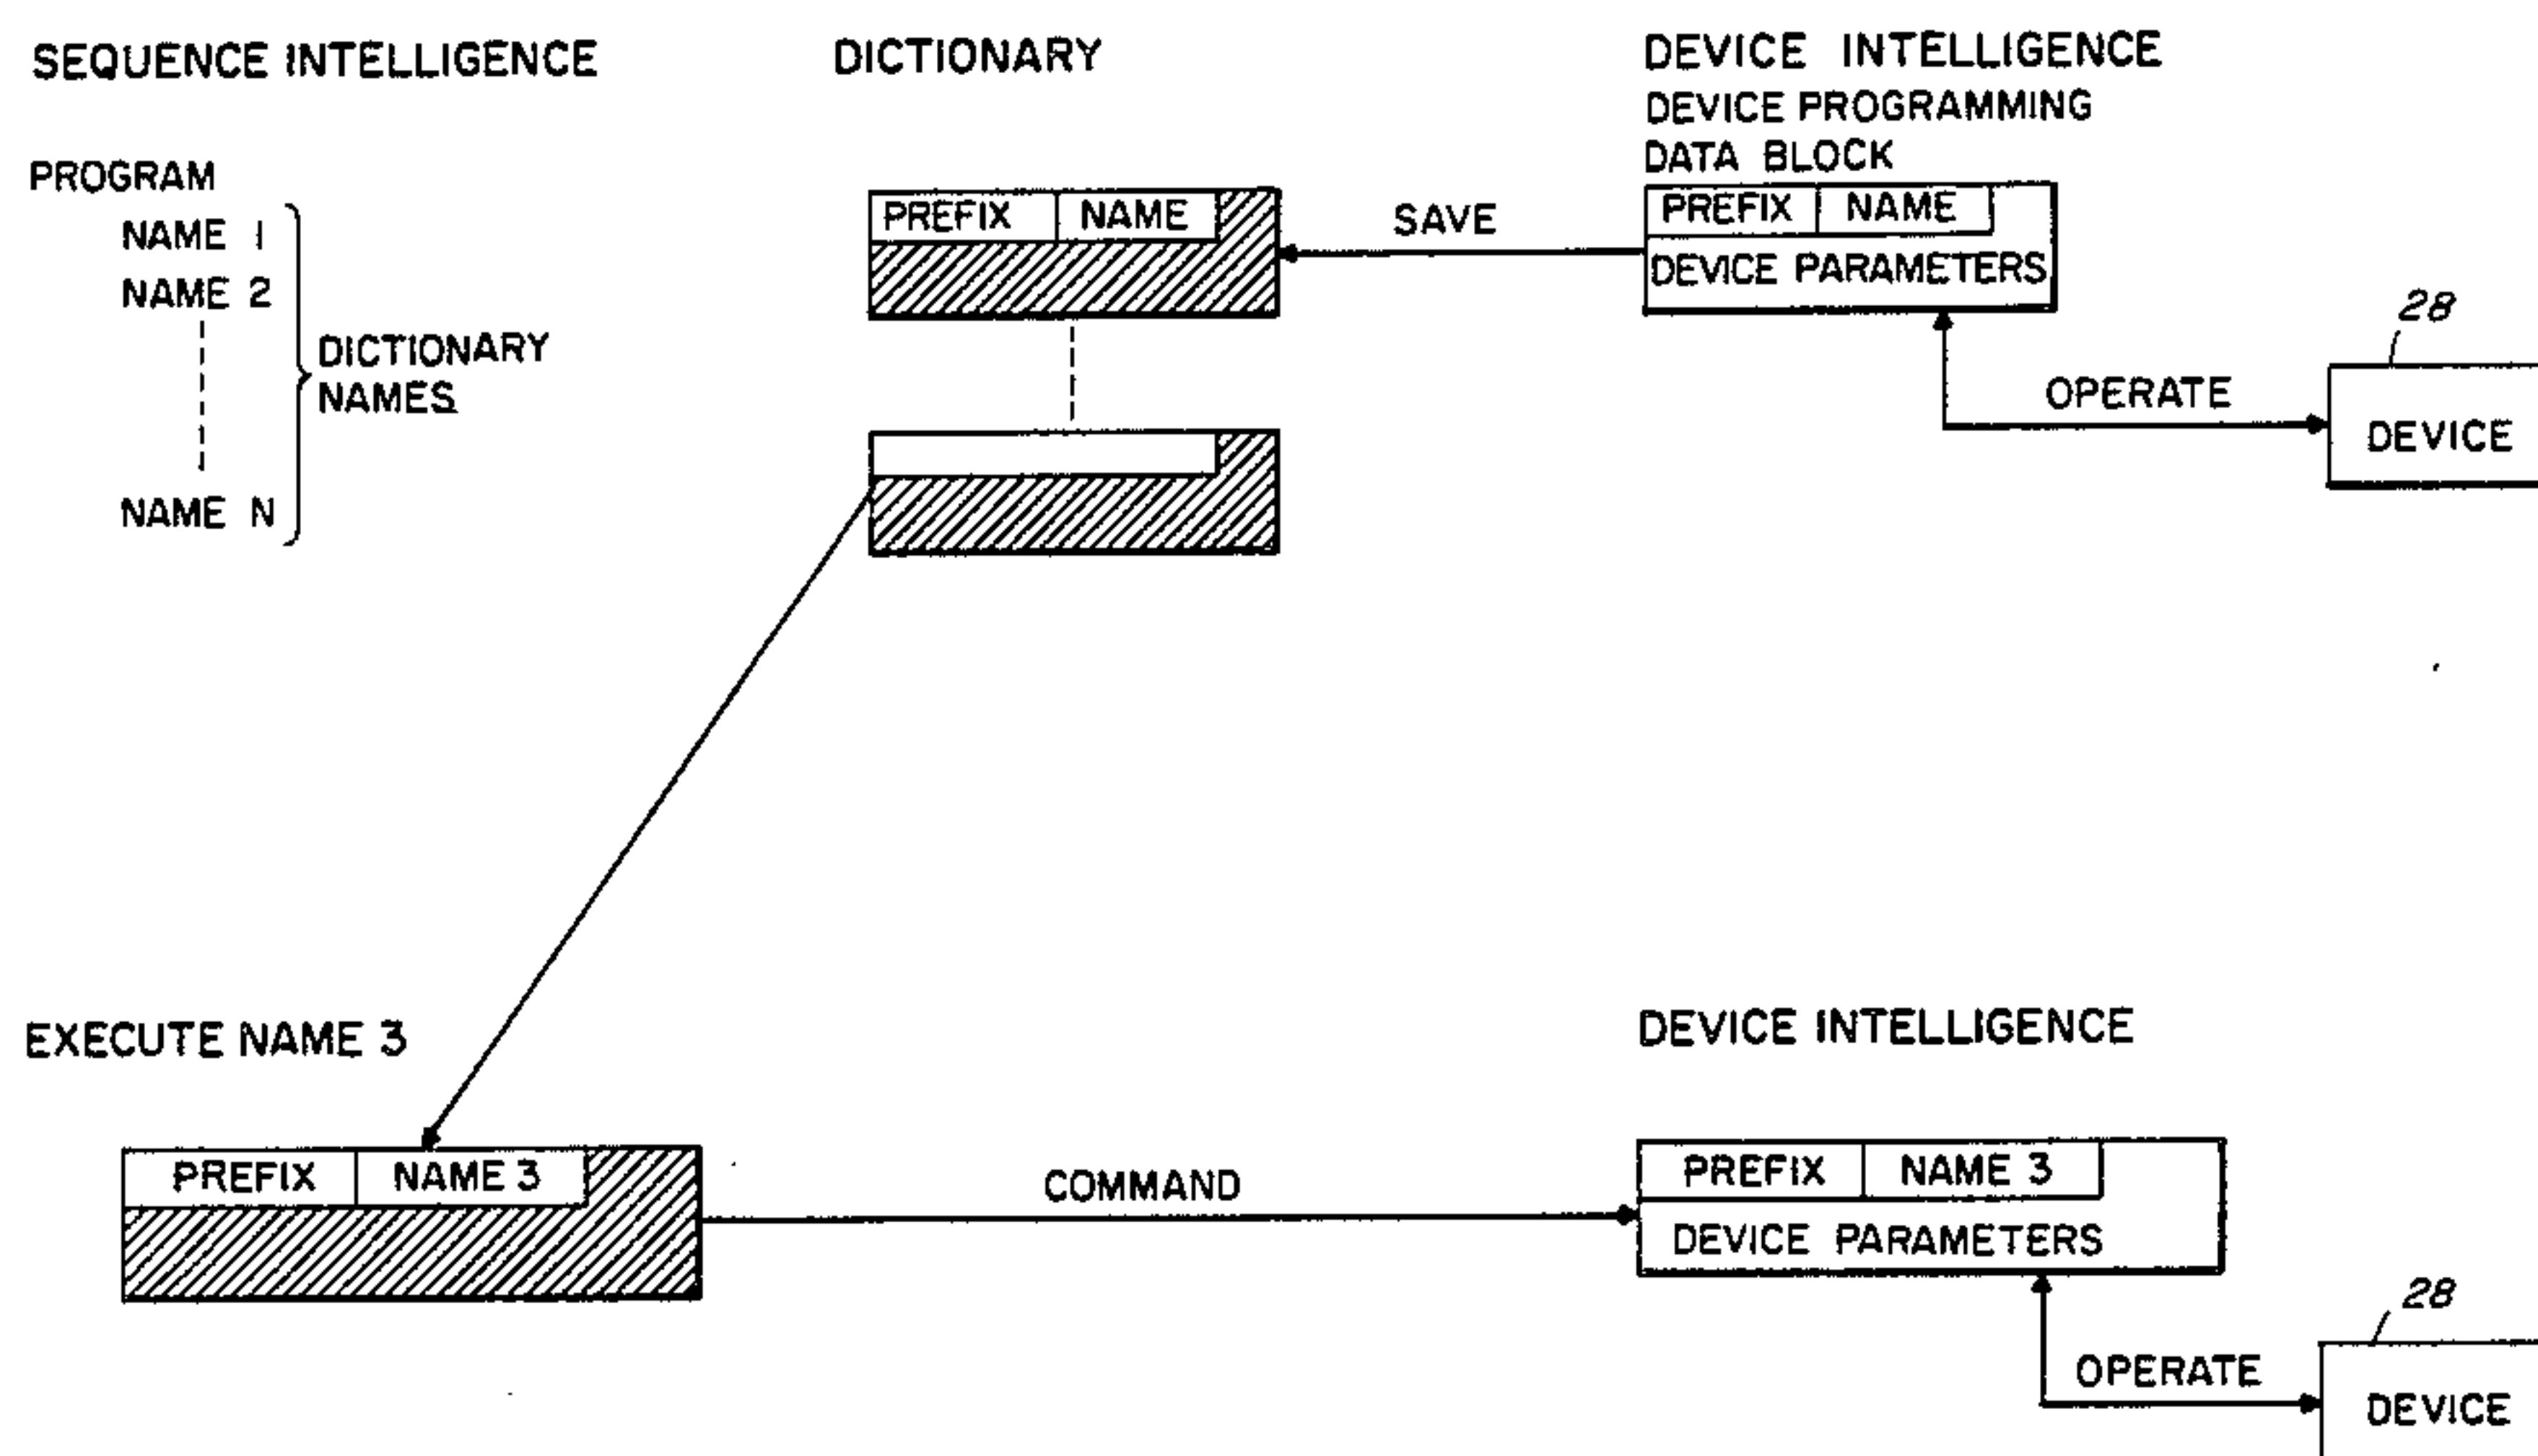 SEQUENCE INTELLIGENCE
DICTIONARY
DEVICE INTELLIGENCE
DEVICE PROGRAMMING
DATA BLOCK
PROGRAM
NAME 1
NAME 2
NAME N
DICTIONARY
NAMES
PREFIX NAME
SAVE
PREFIX NAME
DEVICE PARAMETERS
OPERATE
28
DEVICE
EXECUTE NAME 3
DEVICE INTELLIGENCE
PREFIX NAME 3
COMMAND
PREFIX NAME 3
DEVICE PARAMETERS
OPERATE
28
DEVICE